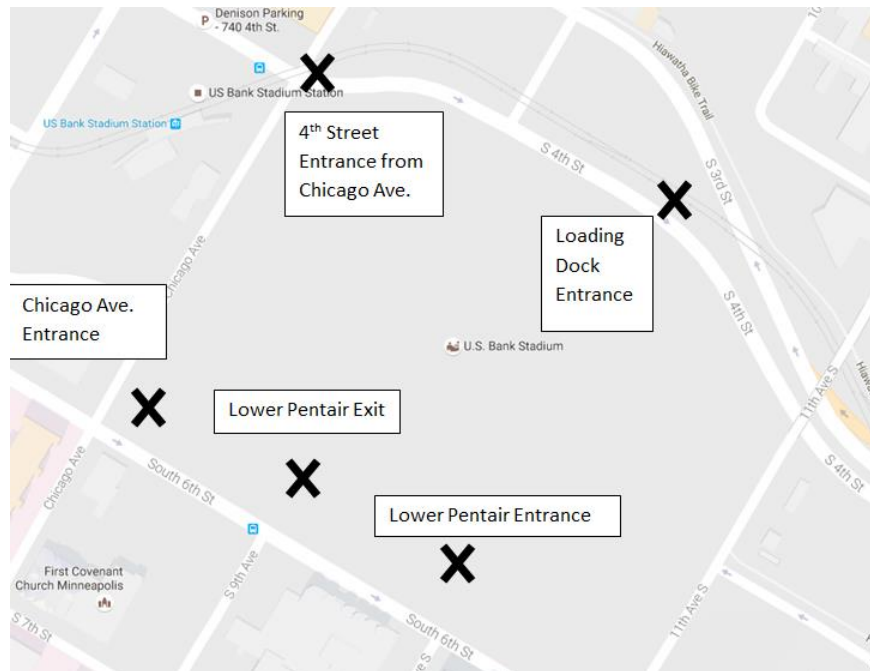 Denison Parking
- 740 4th St.
P
US Bank Stadium Station
US Bank Stadium Station
4th Street
Entrance from
Chicago Ave.
S 4th St
Hiawatha Bike Trail
S 3rd St
Loading
Dock
Entrance
Chicago Ave
S 4th St
Chicago Ave.
Entrance
U.S. Bank Stadium
11th Ave S
Lower Pentair Exit
Chicago Ave
South 6th St
S 4th St
Lower Pentair Entrance
First Covenant
Church Minneapolis
S 9th Ave
S 7th St
South 6th St
11th Ave S